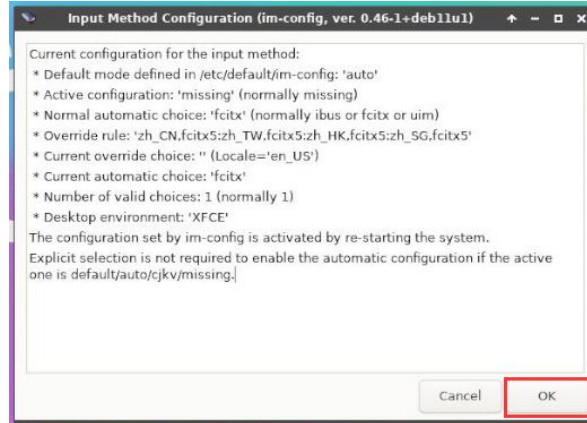 Input Method Configuration (im-config, ver. 0.46-1+deb11u1)
Current configuration for the input method:
* Default mode defined in /etc/default/im-config: 'auto'
* Active configuration: 'missing' (normally missing)
* Normal automatic choice: 'fcitx' (normally ibus or fcitx or uim)
* Override rule: 'zh_CN,fcitx5:zh_TW,fcitx5:zh_HK,fcitx5:zh_SG,fcitx5'
* Current override choice: '' (Locale='en_US')
* Current automatic choice: 'fcitx'
* Number of valid choices: 1 (normally 1)
* Desktop environment: 'XFCE'
The configuration set by im-config is activated by re-starting the system.
Explicit selection is not required to enable the automatic configuration if the active
one is default/auto/cjkv/missing.
Cancel OK